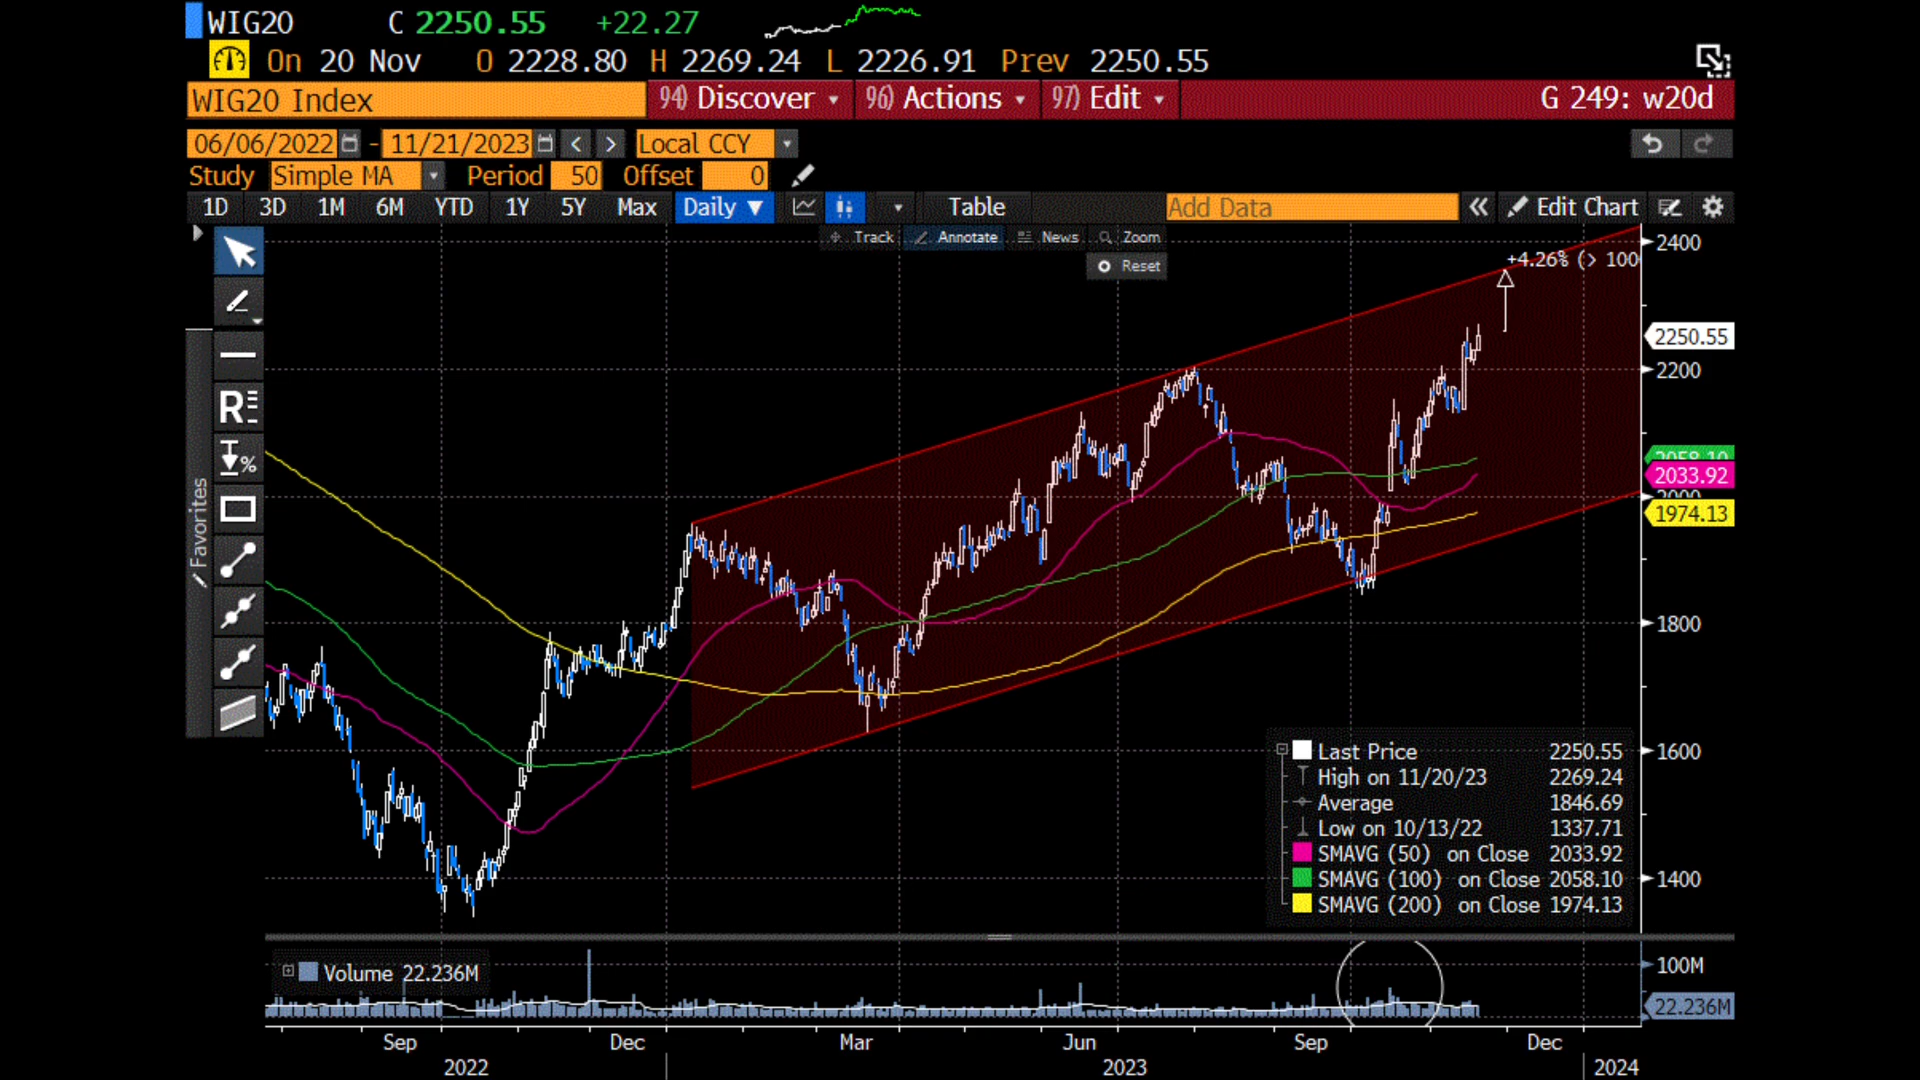 WIG20 C 2250.55 +22.27
On 20 Nov O 2228.80 H 2269.24 L 2226.91 Prev 2250.55
WIG20 Index 94) Discover 96) Actions 97) Edit G 249: w20d
06/06/2022 - 11/21/2023 < > Local CCY
Study Simple MA Period 50 Offset 0
1D 3D 1M 6M YTD 1Y 5Y Max Daily ▼ Table Add Data « Edit Chart
Track Annotate News Zoom
Reset
+4.26% (> 100
2400
2250.55
2200
2058.10
2033.92
2000
1974.13
1800
1600
1400
R
%
Favorites
Last Price 2250.55
High on 11/20/23 2269.24
Average 1846.69
Low on 10/13/22 1337.71
SMAVG (50) on Close 2033.92
SMAVG (100) on Close 2058.10
SMAVG (200) on Close 1974.13
Volume 22.236M
100M
22.236M
Sep Dec Mar Jun Sep Dec
2022 2023 2024